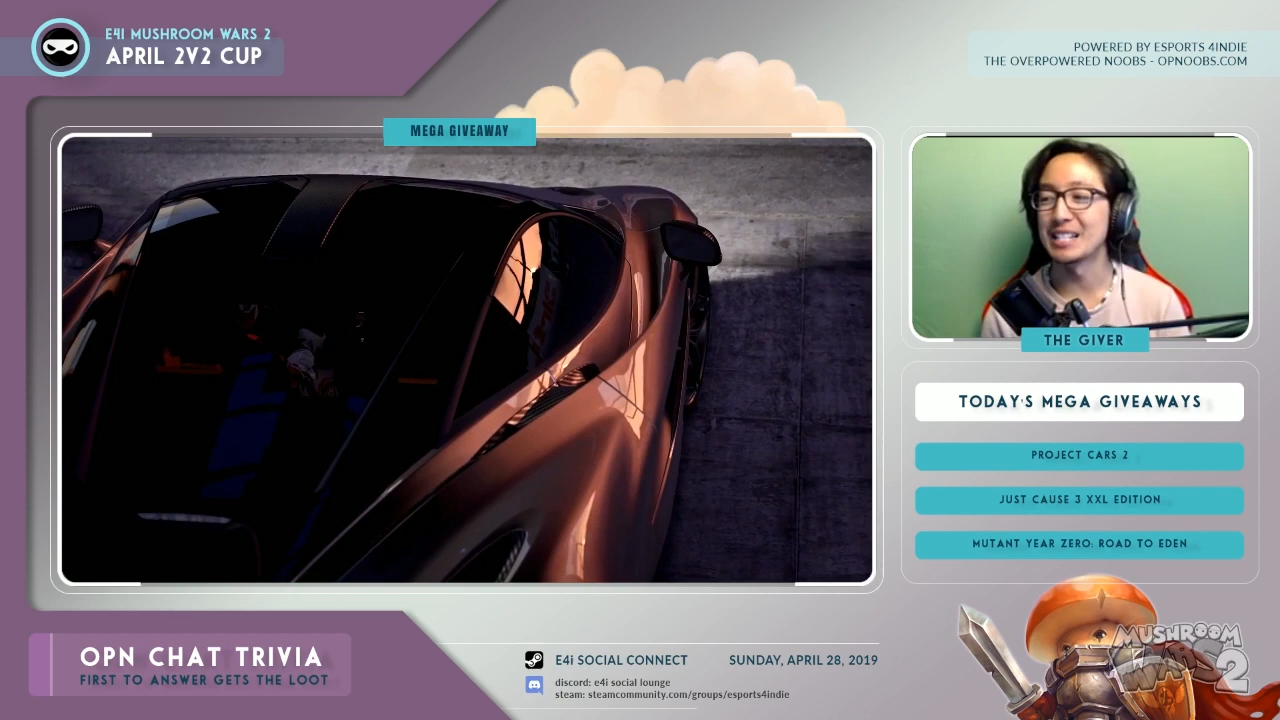 E4I MUSHROOM WARS 2
APRIL 2V2 CUP
POWERED BY ESPORTS 4INDIE
THE OVERPOWERED NOOBS - OPNOOBS.COM
MEGA GIVEAWAY
THE GIVER
TODAY'S MEGA GIVEAWAYS
PROJECT CARS 2
JUST CAUSE 3 XXL EDITION
MUTANT YEAR ZERO: ROAD TO EDEN
OPN CHAT TRIVIA
FIRST TO ANSWER GETS THE LOOT
E4i SOCIAL CONNECT
SUNDAY, APRIL 28, 2019
discord: e4i social lounge
steam: steamcommunity.com/groups/esports4indie
MUSHROOM
WARS 2